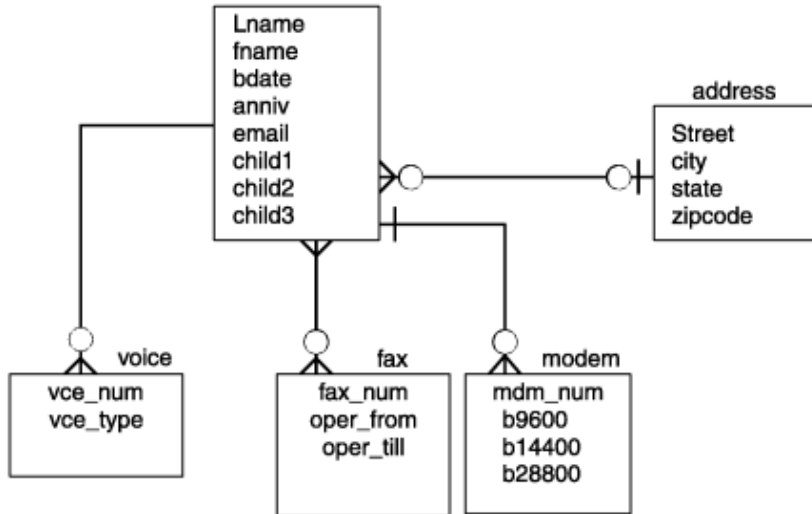 Lname
fname
bdate
anniv
email
child1
child2
child3
address
Street
city
state
zipcode
voice
vce_num
vce_type
fax
fax_num
oper_from
oper_till
modem
mdm_num
b9600
b14400
b28800